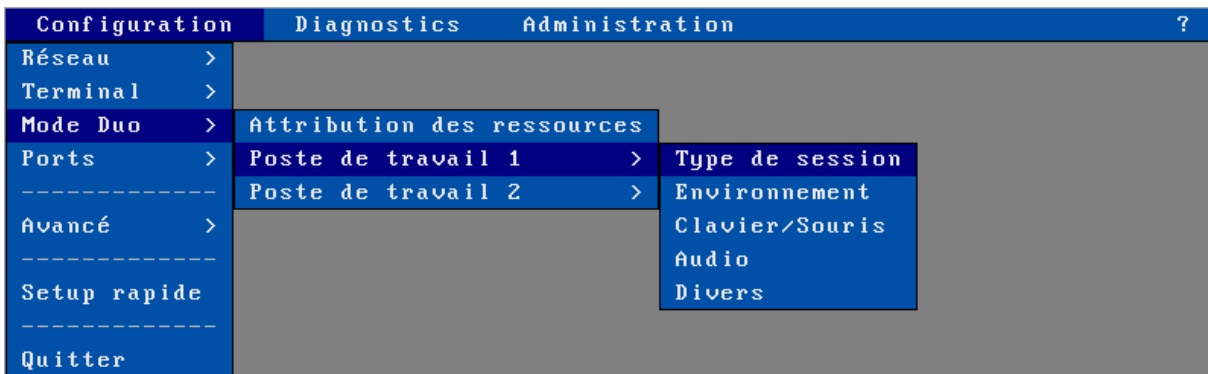 Configuration Diagnostics Administration ?
Réseau >
Terminal >
Mode Duo >
Ports >
-------------
Avancé >
-------------
Setup rapide
-------------
Quitter
Attribution des ressources
Poste de travail 1 >
Poste de travail 2 >
Type de session
Environnement
Clavier/Souris
Audio
Divers